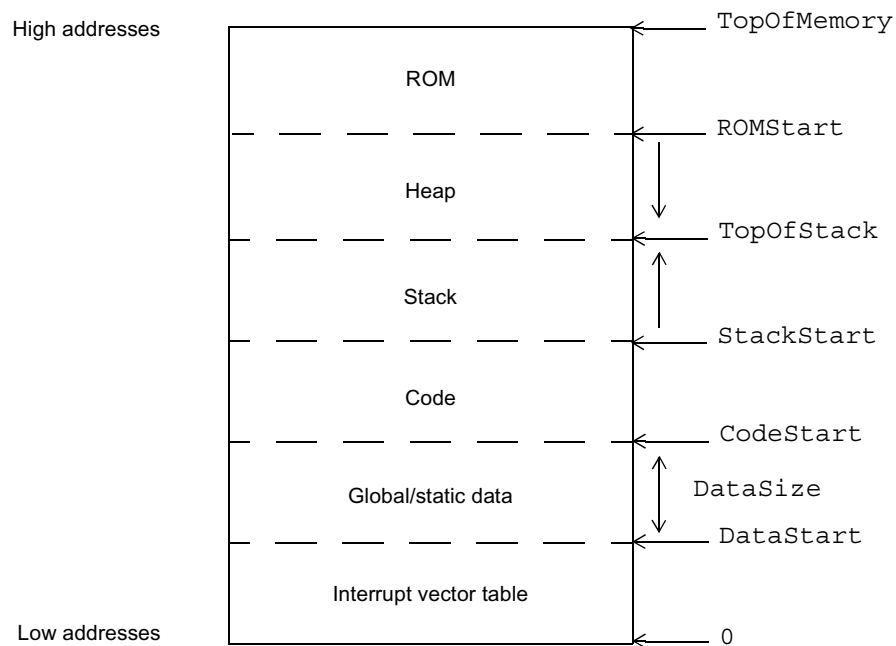 High addresses
TopOfMemory
ROM
ROMStart
Heap
TopOfStack
Stack
StackStart
Code
CodeStart
Global/static data
DataSize
DataStart
Interrupt vector table
Low addresses
0